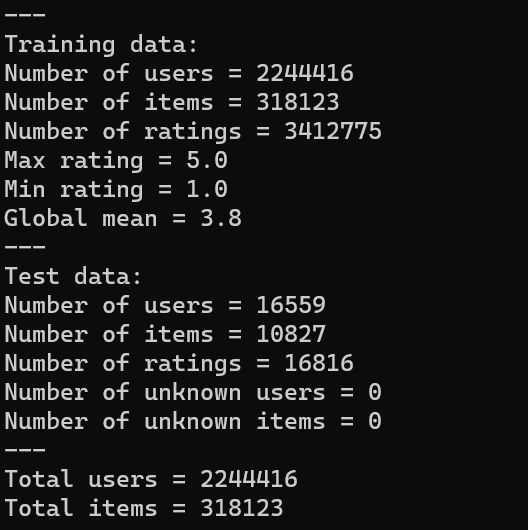 ---
Training data:
Number of users = 2244416
Number of items = 318123
Number of ratings = 3412775
Max rating = 5.0
Min rating = 1.0
Global mean = 3.8
---
Test data:
Number of users = 16559
Number of items = 10827
Number of ratings = 16816
Number of unknown users = 0
Number of unknown items = 0
---
Total users = 2244416
Total items = 318123